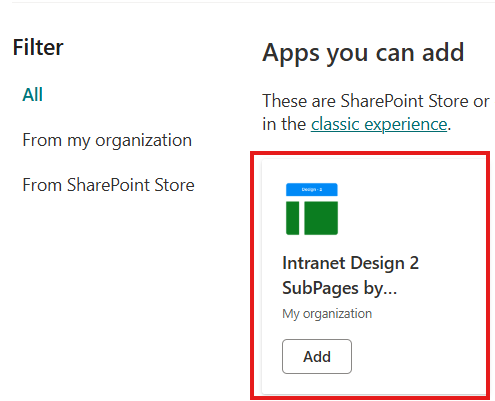 Filter
All
From my organization
From SharePoint Store
Apps you can add
These are SharePoint Store or
in the classic experience.
Design - 2
Intranet Design 2
SubPages by...
My organization
Add